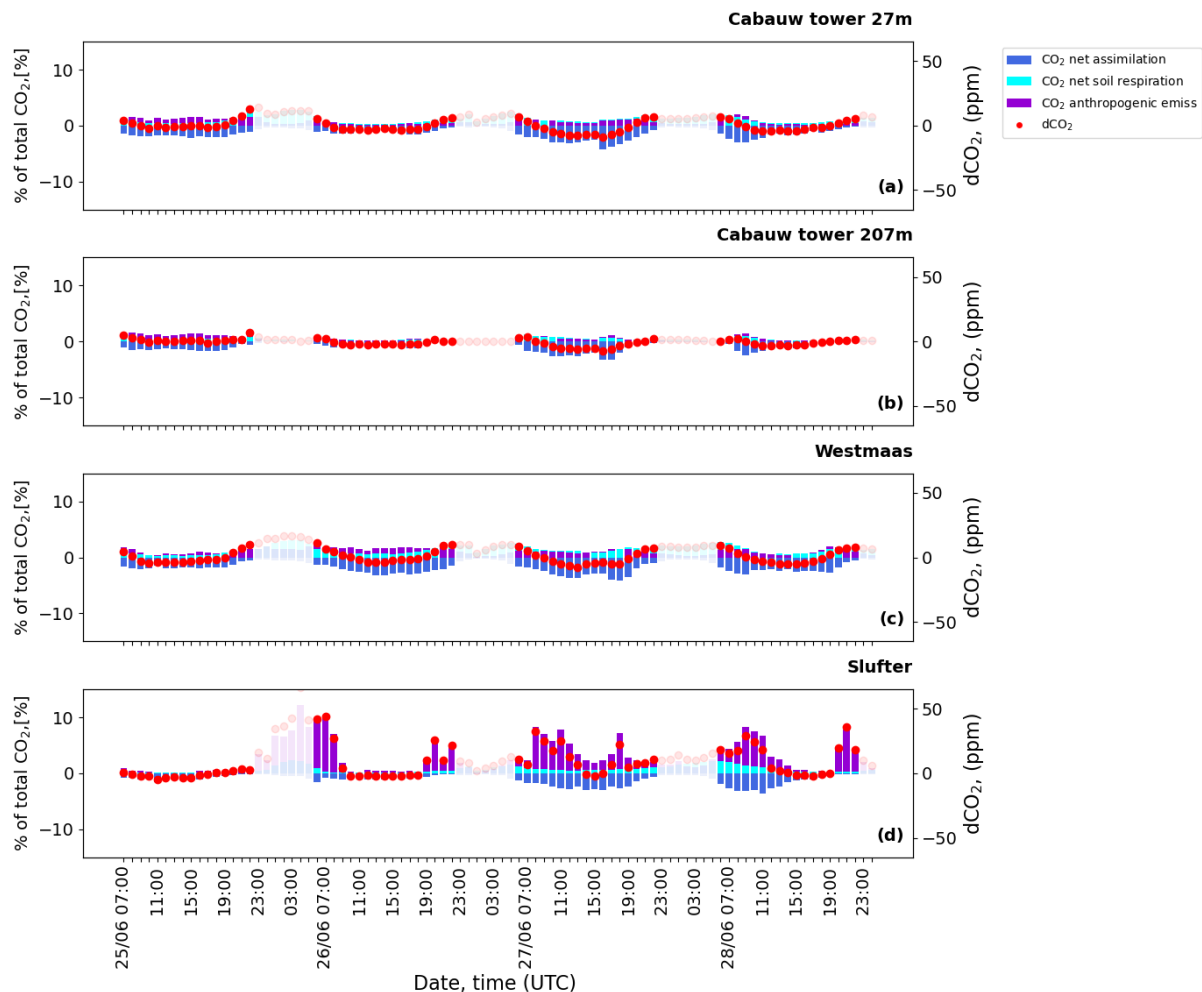 Cabauw tower 27m
% of total CO₂,[%]
10
0
−10
50
0
−50
dCO₂, (ppm)
(a)
CO₂ net assimilation
CO₂ net soil respiration
CO₂ anthropogenic emiss
dCO₂
Cabauw tower 207m
% of total CO₂,[%]
10
0
−10
50
0
−50
dCO₂, (ppm)
(b)
Westmaas
% of total CO₂,[%]
10
0
−10
50
0
−50
dCO₂, (ppm)
(c)
Slufter
% of total CO₂,[%]
10
0
−10
50
0
−50
dCO₂, (ppm)
(d)
25/06 07:00
11:00
15:00
19:00
23:00
03:00
26/06 07:00
11:00
15:00
19:00
23:00
03:00
27/06 07:00
11:00
15:00
19:00
23:00
03:00
28/06 07:00
11:00
15:00
19:00
23:00
Date, time (UTC)